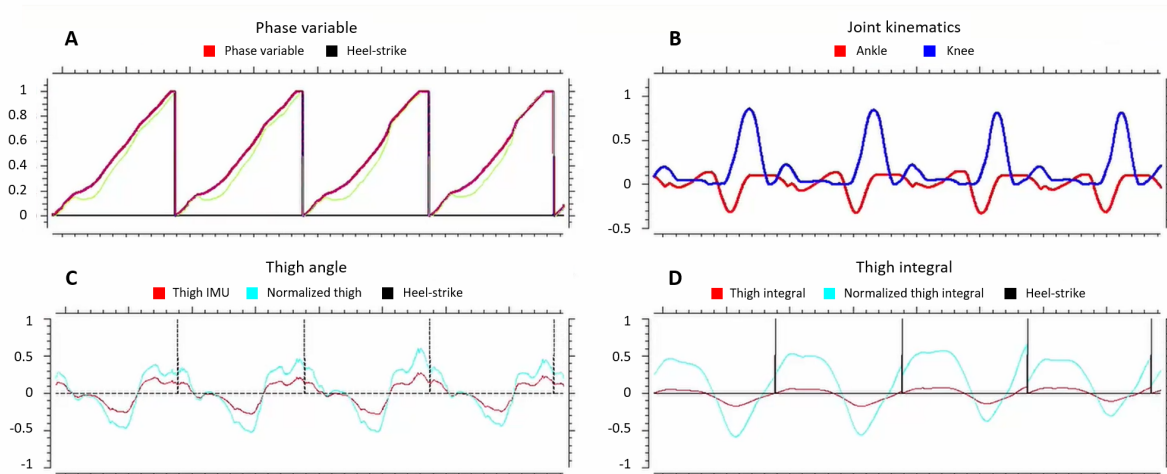 Phase variable
A
Phase variable Heel-strike
1
0.8
0.6
0.4
0.2
0
Joint kinematics
B
Ankle Knee
1
0.5
0
-0.5
Thigh angle
C
Thigh IMU Normalized thigh Heel-strike
1
0.5
0
-0.5
-1
Thigh integral
D
Thigh integral Normalized thigh integral Heel-strike
1
0.5
0
-0.5
-1